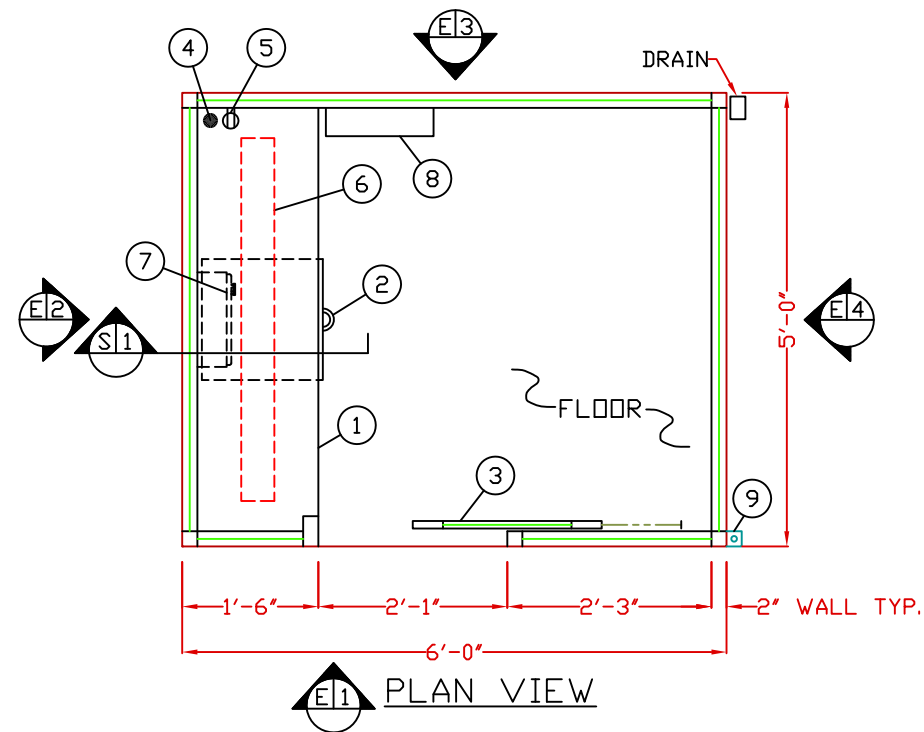 E 3
4
5
DRAIN
8
6
7
2
E 2
S 1
E 4
5'-0"
FLOOR
1
3
9
1'-6"
2'-1"
2'-3"
2" WALL TYP.
6'-0"
E 1
PLAN VIEW